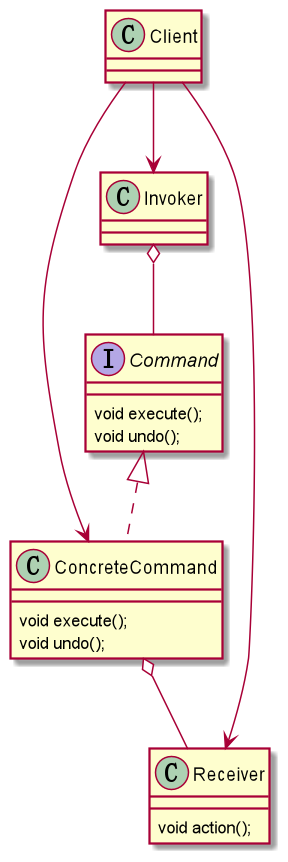 C Client
C Invoker
I Command
void execute();
void undo();
C ConcreteCommand
void execute();
void undo();
C Receiver
void action();